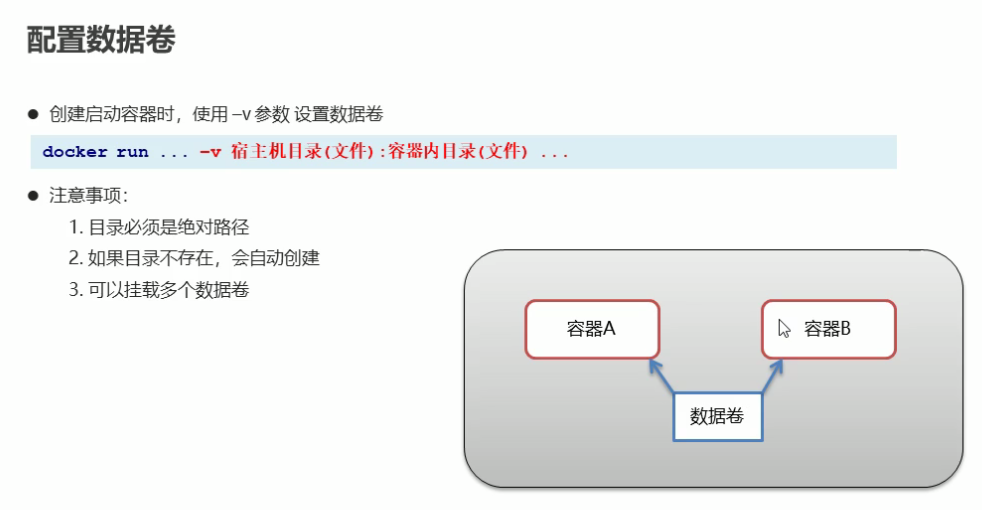 配置数据卷
● 创建启动容器时，使用 –v 参数 设置数据卷
docker run ... –v 宿主机目录(文件):容器内目录(文件) ...
● 注意事项：
1. 目录必须是绝对路径
2. 如果目录不存在，会自动创建
3. 可以挂载多个数据卷
容器A
容器B
数据卷